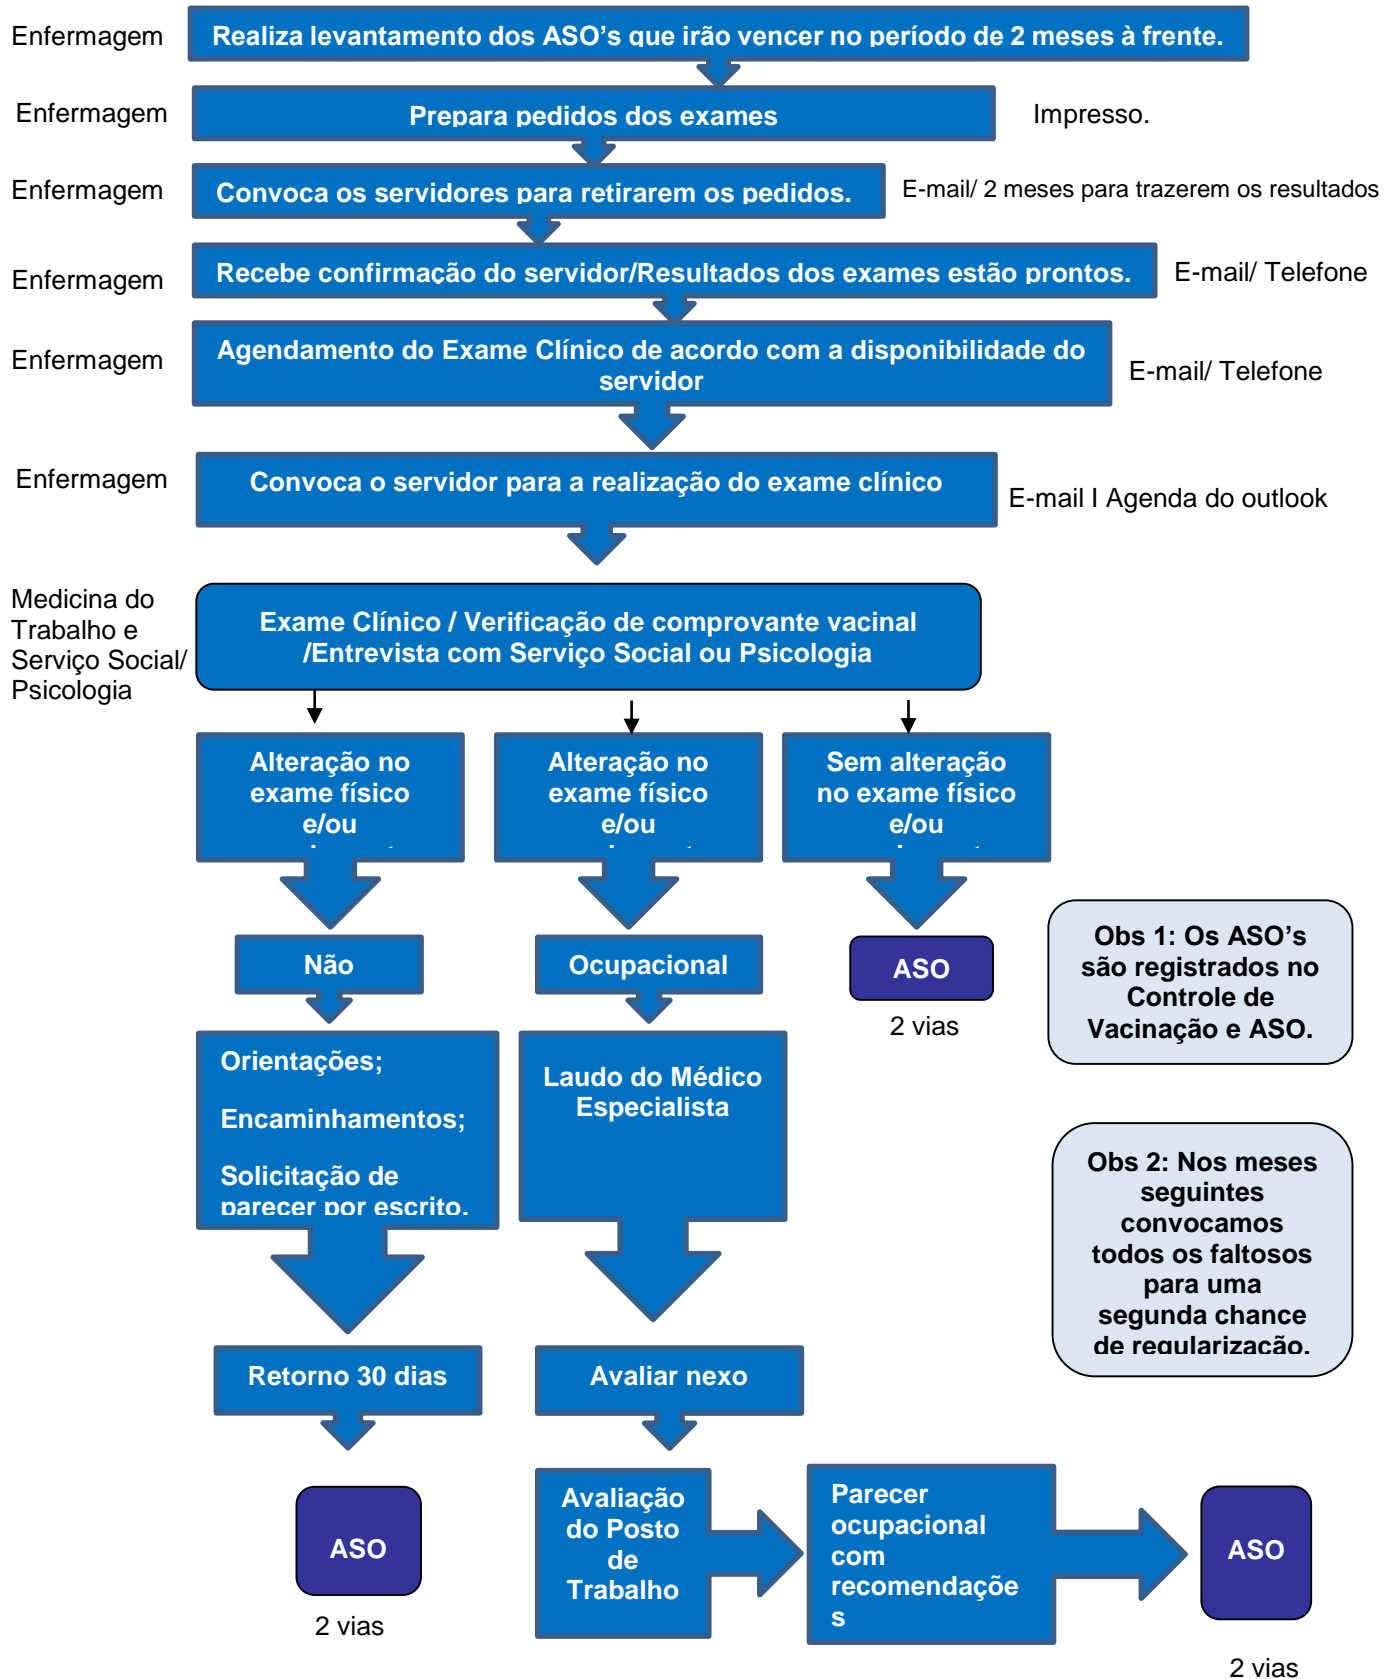 Enfermagem
Realiza levantamento dos ASO's que irão vencer no período de 2 meses à frente.
Enfermagem
Prepara pedidos dos exames
Impresso.
Enfermagem
Convoca os servidores para retirarem os pedidos.
E-mail/ 2 meses para trazerem os resultados
Enfermagem
Recebe confirmação do servidor/Resultados dos exames estão prontos.
E-mail/ Telefone
Enfermagem
Agendamento do Exame Clínico de acordo com a disponibilidade do
servidor
E-mail/ Telefone
Enfermagem
Convoca o servidor para a realização do exame clínico
E-mail I Agenda do outlook
Medicina do
Trabalho e
Serviço Social/
Psicologia
Exame Clínico / Verificação de comprovante vacinal
/Entrevista com Serviço Social ou Psicologia
Alteração no
exame físico
e/ou
Alteração no
exame físico
e/ou
Sem alteração
no exame físico
e/ou
Não
Ocupacional
ASO
2 vias
Obs 1: Os ASO’s
são registrados no
Controle de
Vacinação e ASO.
Orientações;
Encaminhamentos;
Solicitação de
parecer por escrito.
Laudo do Médico
Especialista
Obs 2: Nos meses
seguintes
convocamos
todos os faltosos
para uma
segunda chance
de regularização.
Retorno 30 dias
Avaliar nexo
ASO
2 vias
Avaliação
do Posto
de
Trabalho
Parecer
ocupacional
com
recomendaçõe
s
ASO
2 vias